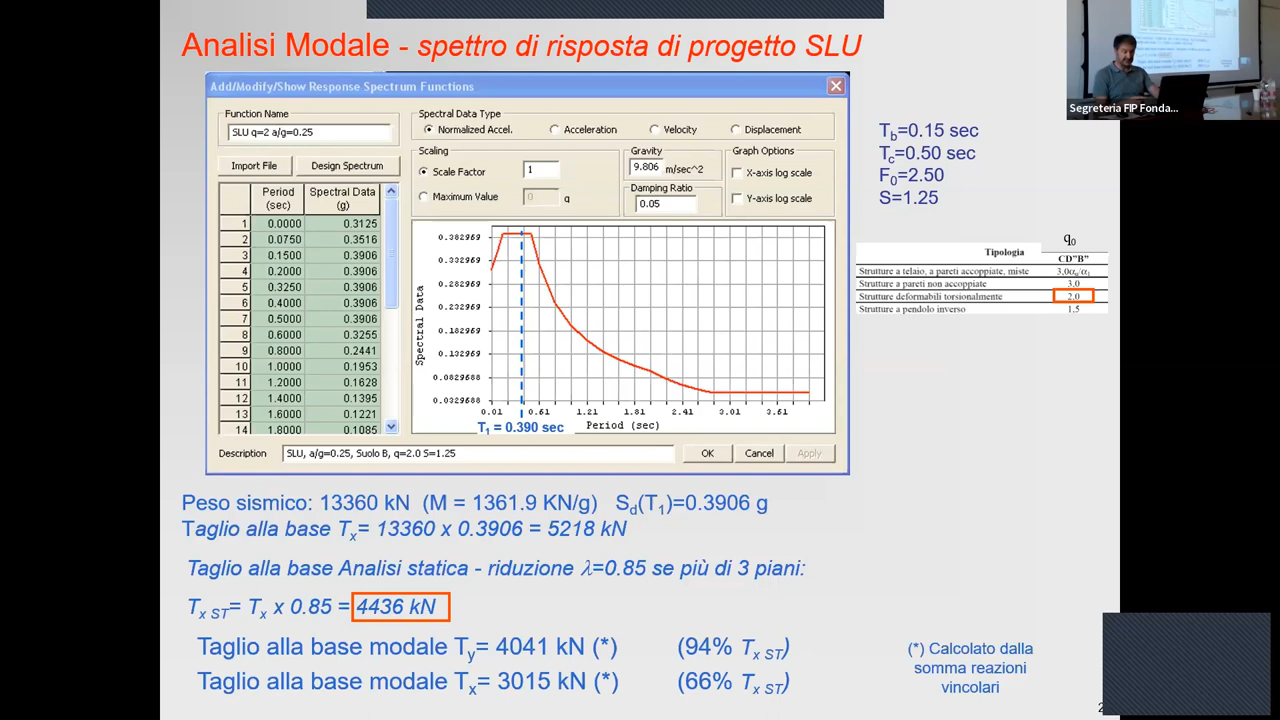 Analisi Modale - spettro di risposta di progetto SLU
Segreteria FIP Fonda...
Add/Modify/Show Response Spectrum Functions
Function Name
SLU q=2 a/g=0.25
Import File
Design Spectrum
Spectral Data Type
Normalized Accel.
Acceleration
Velocity
Displacement
Scaling
Scale Factor
1
Maximum Value
0
g
Gravity
9.806
m/sec^2
Damping Ratio
0.05
Graph Options
X-axis log scale
Y-axis log scale
Period (sec)
Spectral Data (g)
1 0.0000 0.3125
2 0.0750 0.3516
3 0.1500 0.3906
4 0.2000 0.3906
5 0.3250 0.3906
6 0.4000 0.3906
7 0.5000 0.3906
8 0.6000 0.3255
9 0.8000 0.2441
10 1.0000 0.1953
11 1.2000 0.1628
12 1.4000 0.1395
13 1.6000 0.1221
14 1.8000 0.1085
Spectral Data
0.382969
0.332969
0.282969
0.232969
0.182969
0.132969
0.0829688
0.0329688
0.01 0.61 1.21 1.81 2.41 3.01 3.61
T1 = 0.390 sec
Period (sec)
Description
SLU, a/g=0.25, Suolo B, q=2.0 S=1.25
OK
Cancel
Apply
Tb=0.15 sec
Tc=0.50 sec
F0=2.50
S=1.25
q0
Tipologia CD"B"
Strutture a telaio, a pareti accoppiate, miste 3,0αu/α1
Strutture a pareti non accoppiate 3,0
Strutture deformabili torsionalmente 2,0
Strutture a pendolo inverso 1,5
Peso sismico: 13360 kN (M = 1361.9 KN/g) Sd(T1)=0.3906 g
Taglio alla base Tx= 13360 x 0.3906 = 5218 kN
Taglio alla base Analisi statica - riduzione λ=0.85 se più di 3 piani:
Tx ST= Tx x 0.85 = 4436 kN
Taglio alla base modale Ty= 4041 kN (*) (94% Tx ST)
Taglio alla base modale Tx= 3015 kN (*) (66% Tx ST)
(*) Calcolato dalla
somma reazioni
vincolari